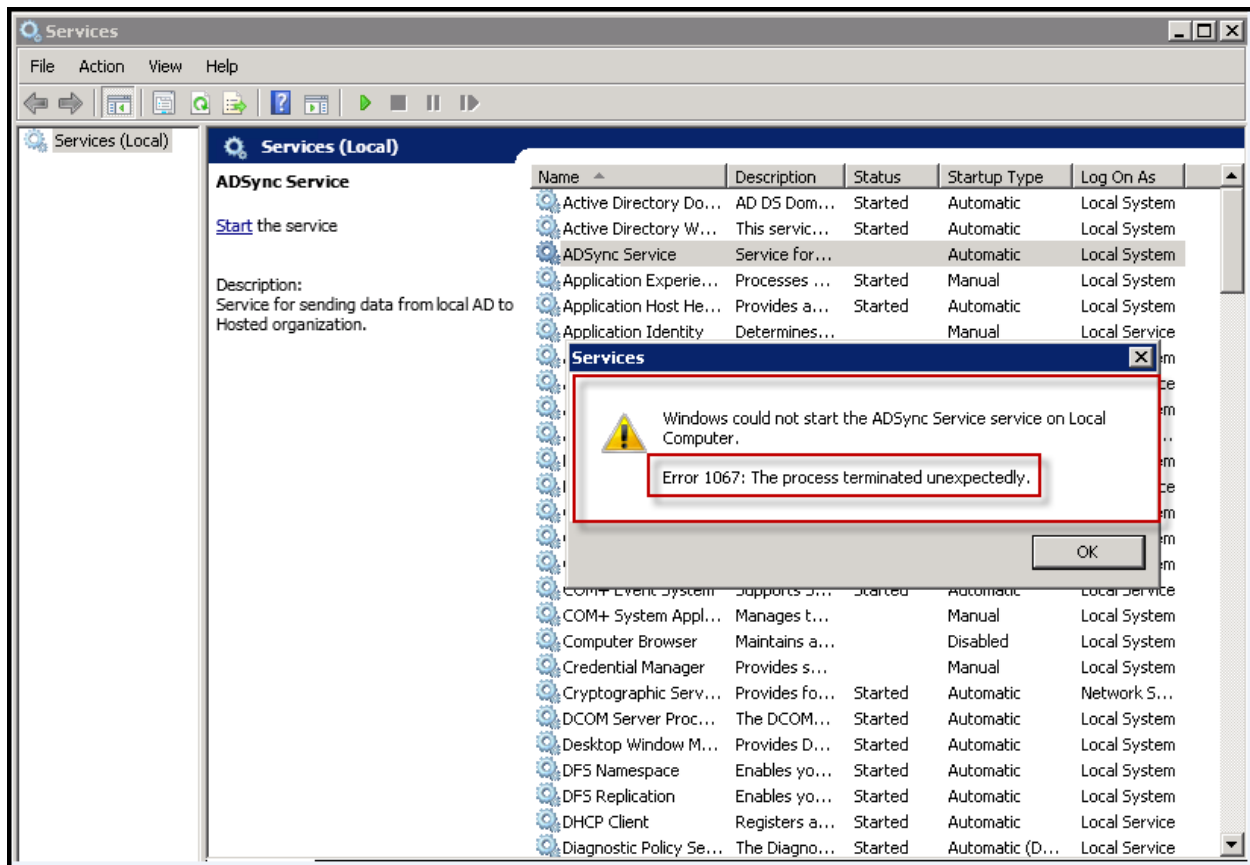 Services
File Action View Help
Services (Local)
Services (Local)
ADSync Service
Start the service
Description:
Service for sending data from local AD to
Hosted organization.
Name Description Status Startup Type Log On As
Active Directory Do... AD DS Dom... Started Automatic Local System
Active Directory W... This servic... Started Automatic Local System
ADSync Service Service for... Automatic Local System
Application Experie... Processes ... Started Manual Local System
Application Host He... Provides a... Started Automatic Local System
Application Identity Determines... Manual Local Service
Services
Windows could not start the ADSync Service service on Local
Computer.
Error 1067: The process terminated unexpectedly.
OK
COM+ Event System Supports S... Started Automatic Local Service
COM+ System Appl... Manages t... Manual Local System
Computer Browser Maintains a... Disabled Local System
Credential Manager Provides s... Manual Local System
Cryptographic Serv... Provides fo... Started Automatic Network S...
DCOM Server Proc... The DCOM... Started Automatic Local System
Desktop Window M... Provides D... Started Automatic Local System
DFS Namespace Enables yo... Started Automatic Local System
DFS Replication Enables yo... Started Automatic Local System
DHCP Client Registers a... Started Automatic Local Service
Diagnostic Policy Se... The Diagno... Started Automatic (D... Local Service